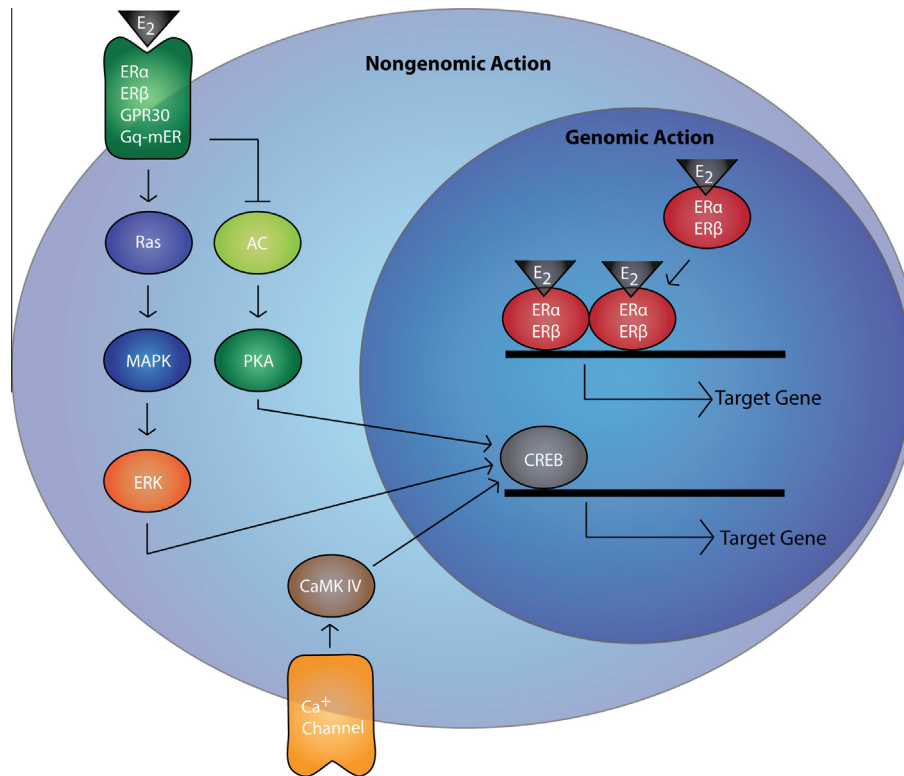 E2
ERα
ERβ
GPR30
Gq-mER
Nongenomic Action
Genomic Action
E2
ERα
ERβ
Ras
AC
E2
E2
ERα
ERβ
ERα
ERβ
MAPK
PKA
Target Gene
CREB
ERK
Target Gene
CaMK IV
Ca+
Channel